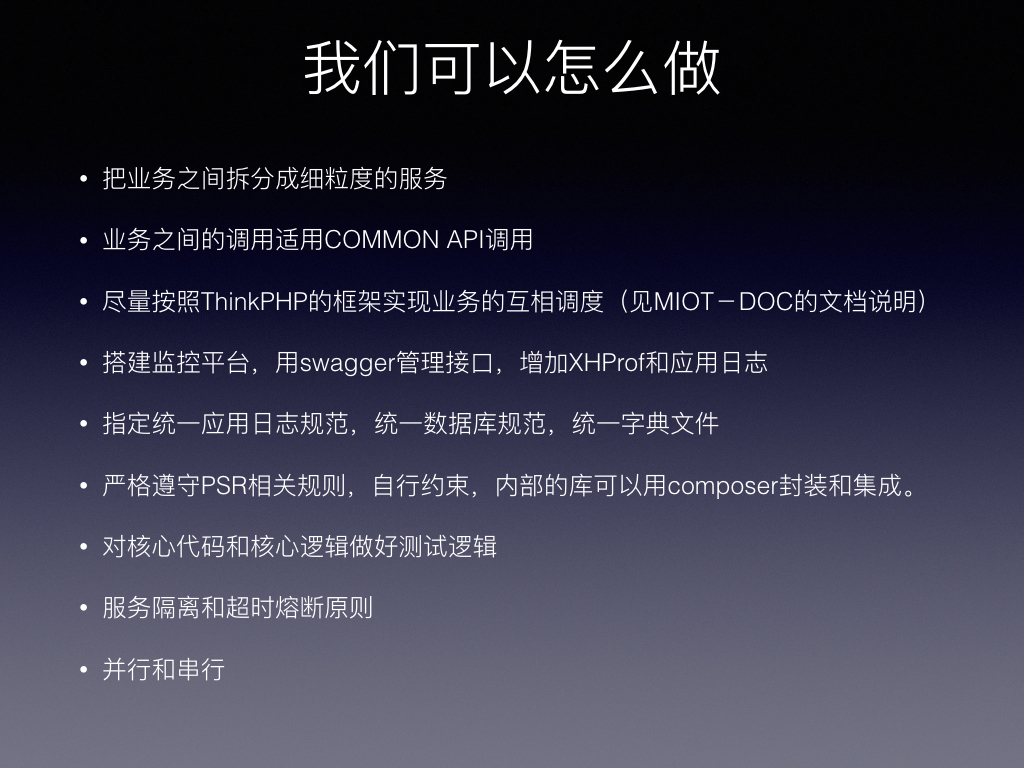 我们可以怎么做
• 把业务之间拆分成细粒度的服务
• 业务之间的调用适用COMMON API调用
• 尽量按照ThinkPHP的框架实现业务的互相调度（见MIOT－DOC的文档说明）
• 搭建监控平台，用swagger管理接口，增加XHProf和应用日志
• 指定统一应用日志规范，统一数据库规范，统一字典文件
• 严格遵守PSR相关规则，自行约束，内部的库可以用composer封装和集成。
• 对核心代码和核心逻辑做好测试逻辑
• 服务隔离和超时熔断原则
• 并行和串行